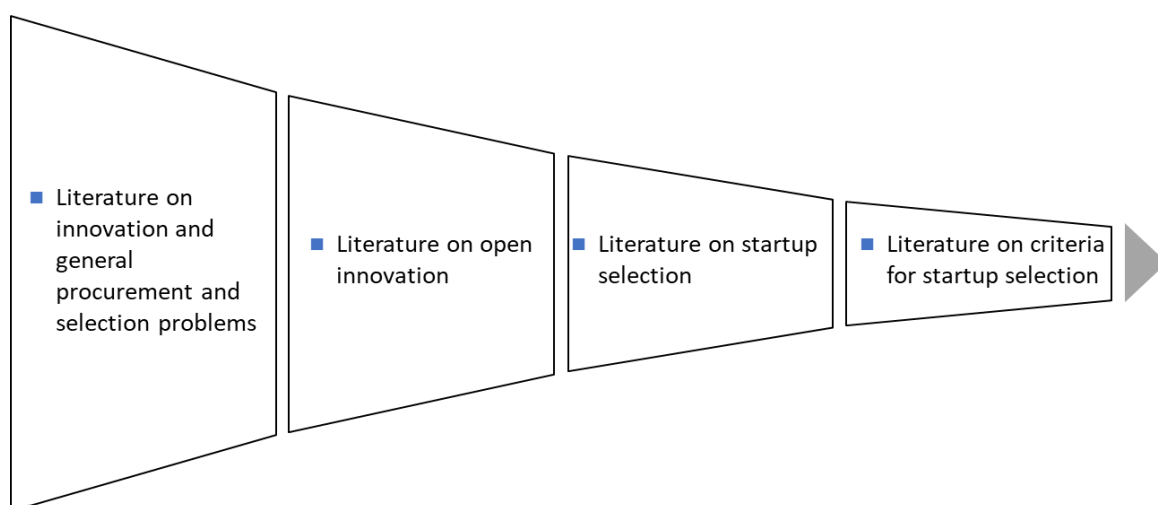 Literature on
innovation and
general
procurement and
selection problems
Literature on open
innovation
Literature on startup
selection
Literature on criteria
for startup selection